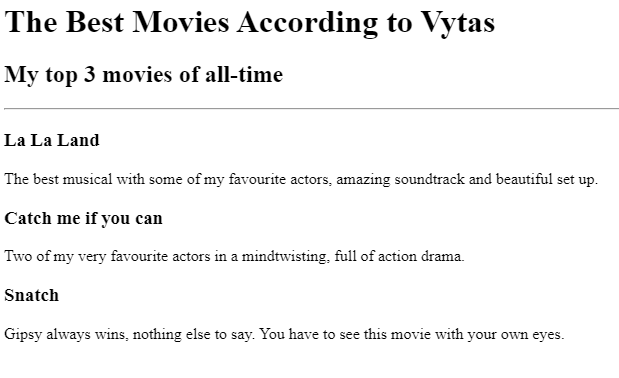 The Best Movies According to Vytas
My top 3 movies of all-time
La La Land
The best musical with some of my favourite actors, amazing soundtrack and beautiful set up.
Catch me if you can
Two of my very favourite actors in a mindtwisting, full of action drama.
Snatch
Gipsy always wins, nothing else to say. You have to see this movie with your own eyes.